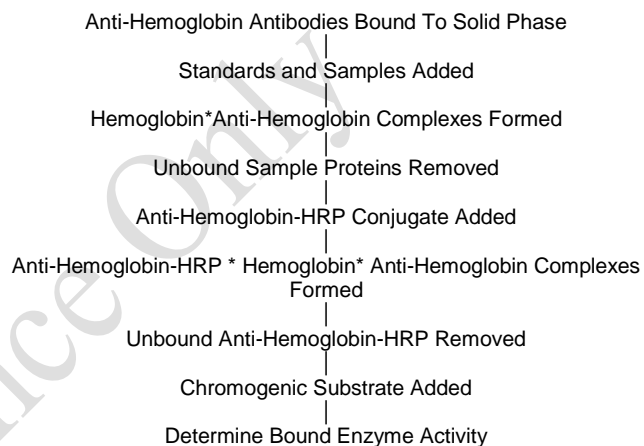 Anti-Hemoglobin Antibodies Bound To Solid Phase
Standards and Samples Added
Hemoglobin*Anti-Hemoglobin Complexes Formed
Unbound Sample Proteins Removed
Anti-Hemoglobin-HRP Conjugate Added
Anti-Hemoglobin-HRP * Hemoglobin* Anti-Hemoglobin Complexes
Formed
Unbound Anti-Hemoglobin-HRP Removed
Chromogenic Substrate Added
Determine Bound Enzyme Activity
nce Only